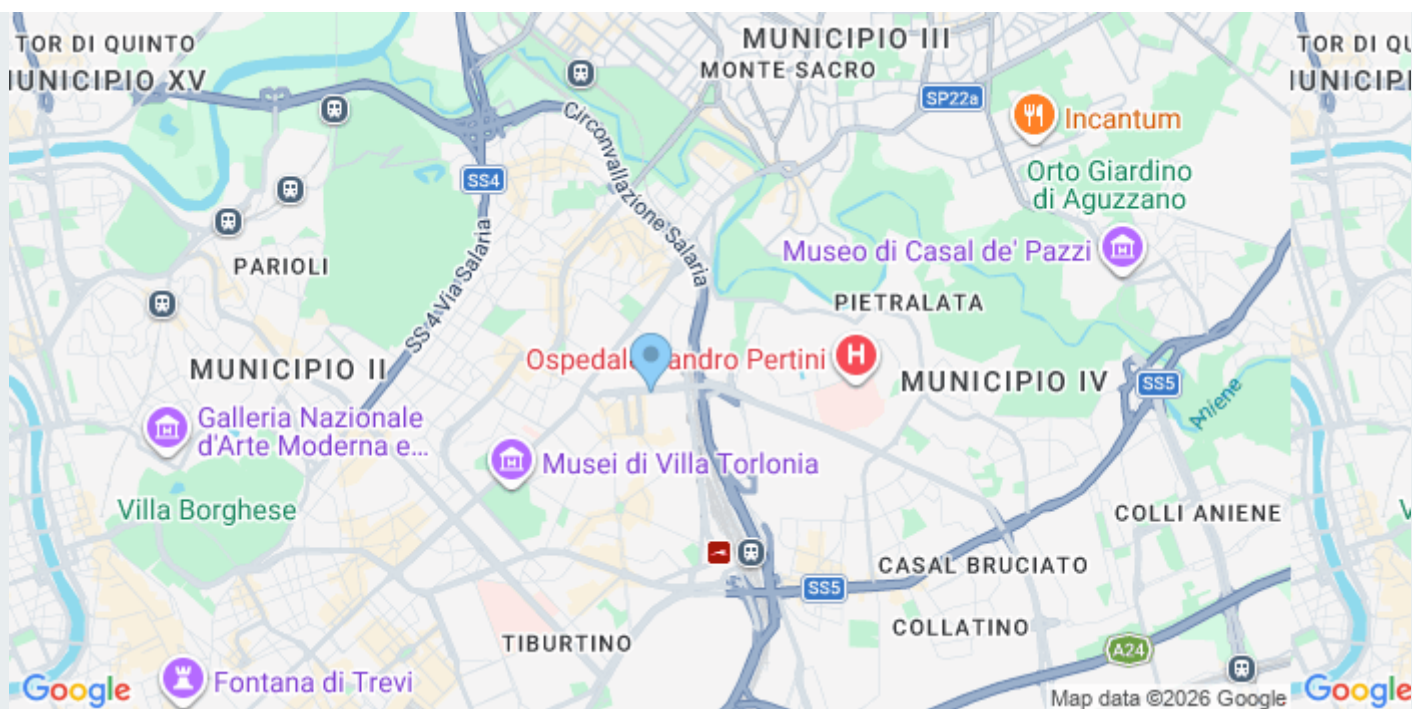 TOR DI QUINTO
MUNICIPIO XV
MUNICIPIO III
MONTE SACRO
SP22a
Incantum
TOR DI QU
MUNICIPI
Circonvallazione Salaria
SS4
Orto Giardino
di Aguzzano
PARIOLI
SS 4 Via Salaria
Museo di Casal de' Pazzi
PIETRALATA
MUNICIPIO II
Ospedale Sandro Pertini
H
MUNICIPIO IV
SS5
Aniene
Galleria Nazionale
d'Arte Moderna e...
Musei di Villa Torlonia
Villa Borghese
V
COLLI ANIENE
CASAL BRUCIATO
SS5
COLLATINO
TIBURTINO
A24
Fontana di Trevi
Google
Map data ©2026 Google
Google